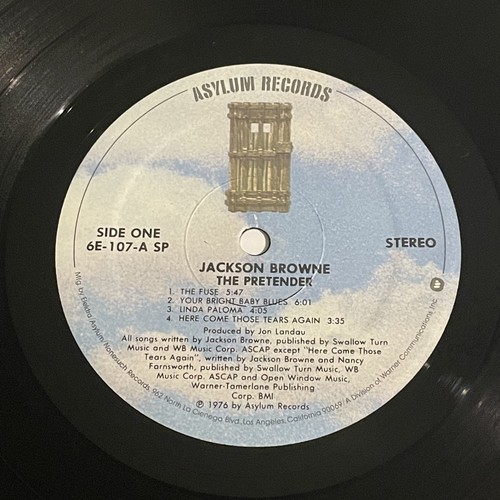 ASYLUM RECORDS
SIDE ONE
6E-107-A SP
STEREO
JACKSON BROWNE
THE PRETENDER
1. THE FUSE 5:47
2. YOUR BRIGHT BABY BLUES 6:01
3. LINDA PALOMA 4:05
4. HERE COME THOSE TEARS AGAIN 3:35
Produced by Jon Landau
All songs written by Jackson Browne, published by Swallow Turn
Music and WB Music Corp. ASCAP except "Here Come Those
Tears Again", written by Jackson Browne and Nancy
Farnsworth, published by Swallow Turn Music, WB
Music Corp. ASCAP and Open Window Music,
Warner-Tamerlane Publishing
Corp. BMI
℗ 1976 by Asylum Records
Mfg. by Elektra/Asylum/Nonesuch Records, 962 North La Cienega Blvd., Los Angeles, California 90069 / A Division of Warner Communications Inc.